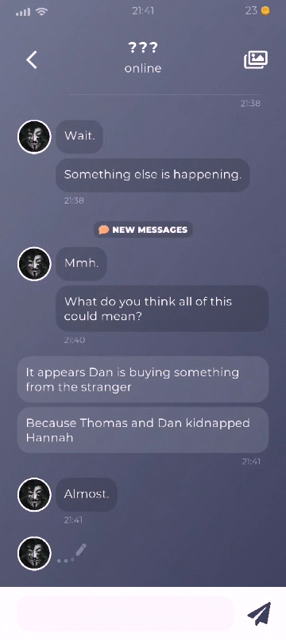 21:41
23
???
online
21:38
Wait.
Something else is happening.
21:38
NEW MESSAGES
Mmh.
What do you think all of this
could mean?
21:40
It appears Dan is buying something
from the stranger
Because Thomas and Dan kidnapped
Hannah
21:41
Almost.
21:41